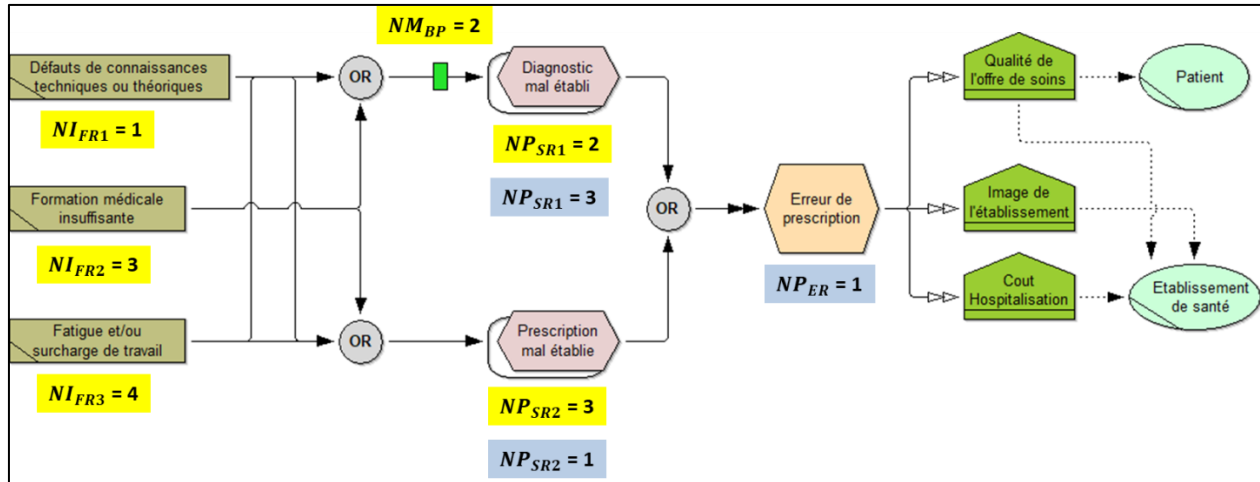 NM_BP = 2
Défauts de connaissances
techniques ou théoriques
NI_FR1 = 1
OR
Diagnostic
mal établi
NP_SR1 = 2
NP_SR1 = 3
Qualité de
l'offre de soins
Patient
Formation médicale
insuffisante
NI_FR2 = 3
OR
Erreur de
prescription
NP_ER = 1
Image de
l'établissement
Fatigue et/ou
surcharge de travail
NI_FR3 = 4
OR
Prescription
mal établie
NP_SR2 = 3
NP_SR2 = 1
Cout
Hospitalisation
Etablissement
de santé